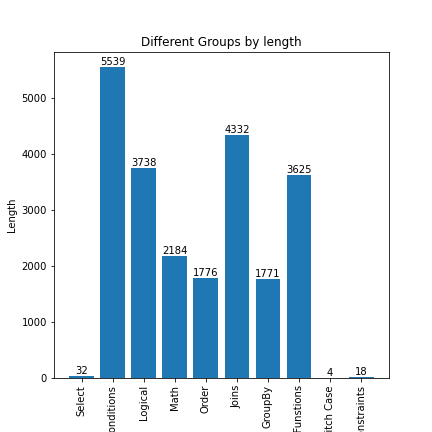 Different Groups by length
5539
5000
4332
4000
3738
3625
3000
2184
2000
1776
1771
1000
32
4
18
0
Length
Select
onditions
Logical
Math
Order
Joins
GroupBy
Funstions
itch Case
nstraints